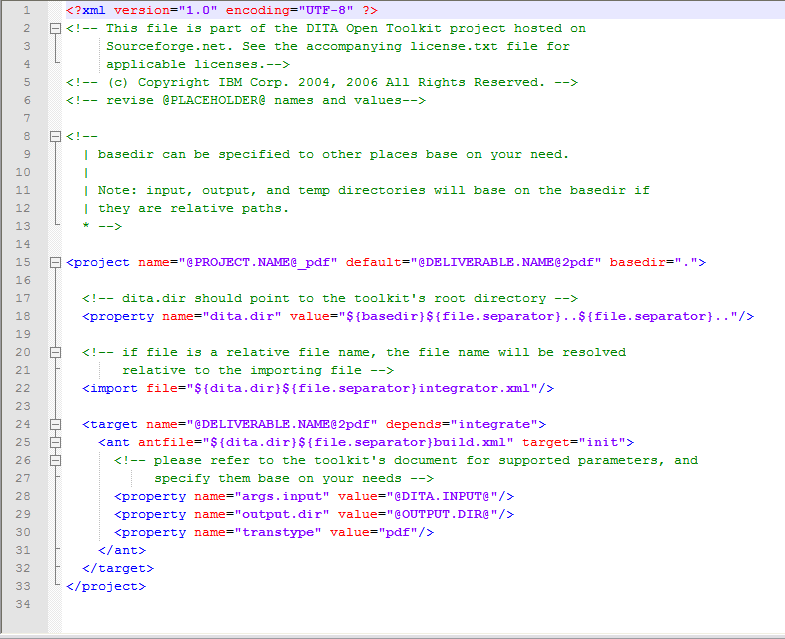 1 <?xml version="1.0" encoding="UTF-8" ?>
2 <!-- This file is part of the DITA Open Toolkit project hosted on
3 Sourceforge.net. See the accompanying license.txt file for
4 applicable licenses.-->
5 <!-- (c) Copyright IBM Corp. 2004, 2006 All Rights Reserved. -->
6 <!-- revise @PLACEHOLDER@ names and values-->
7
8 <!--
9 | basedir can be specified to other places base on your need.
10 |
11 | Note: input, output, and temp directories will base on the basedir if
12 | they are relative paths.
13 * -->
14
15 <project name="@PROJECT.NAME@_pdf" default="@DELIVERABLE.NAME@2pdf" basedir=".">
16
17 <!-- dita.dir should point to the toolkit's root directory -->
18 <property name="dita.dir" value="${basedir}${file.separator}..${file.separator}.."/>
19
20 <!-- if file is a relative file name, the file name will be resolved
21 relative to the importing file -->
22 <import file="${dita.dir}${file.separator}integrator.xml"/>
23
24 <target name="@DELIVERABLE.NAME@2pdf" depends="integrate">
25 <ant antfile="${dita.dir}${file.separator}build.xml" target="init">
26 <!-- please refer to the toolkit's document for supported parameters, and
27 specify them base on your needs -->
28 <property name="args.input" value="@DITA.INPUT@"/>
29 <property name="output.dir" value="@OUTPUT.DIR@"/>
30 <property name="transtype" value="pdf"/>
31 </ant>
32 </target>
33 </project>
34